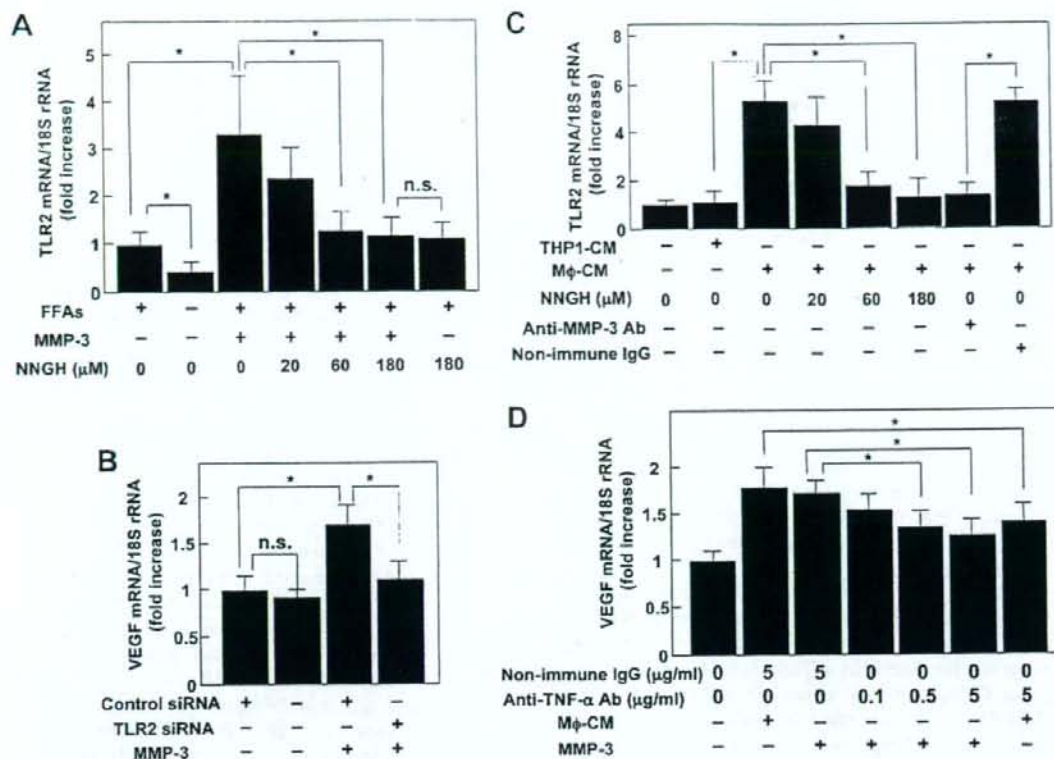 A
TLR2 mRNA/18S rRNA
(fold increase)
5
4
3
2
1
0
* * * * n.s.
FFAs + − + + + + +
MMP-3 − − + + + + −
NNGH (μM) 0 0 0 20 60 180 180
B
VEGF mRNA/18S rRNA
(fold increase)
2
1.5
1
0.5
0
* * n.s.
Control siRNA + − + −
TLR2 siRNA
MMP-3 − − + +
C
TLR2 mRNA/18S rRNA
(fold increase)
8
6
4
2
0
* * * *
THP1-CM − + − − − − − −
Mϕ-CM − − + + + + + +
NNGH (μM) 0 0 0 20 60 180 0 0
Anti-MMP-3 Ab − − − − − − + −
Non-immune IgG − − − − − − − +
D
VEGF mRNA/18S rRNA
(fold increase)
2
1.5
1
0.5
0
* * *
Non-immune IgG (μg/ml) 0 5 5 0 0 0 0
Anti-TNF-α Ab (μg/ml) 0 0 0 0.1 0.5 5 5
Mϕ-CM − + − − − − +
MMP-3 − − + + + + −